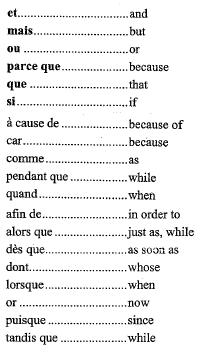 et..............................and
mais..........................but
ou ............................or
parce que..................because
que ..........................that
si..............................if
à cause de ..................because of
car.............................because
comme.......................as
pendant que ................while
quand.........................when
afin de........................in order to
alors que ....................just as, while
dès que.......................as soon as
dont............................whose
lorsque........................when
or ...............................now
puisque.......................since
tandis que ...................while